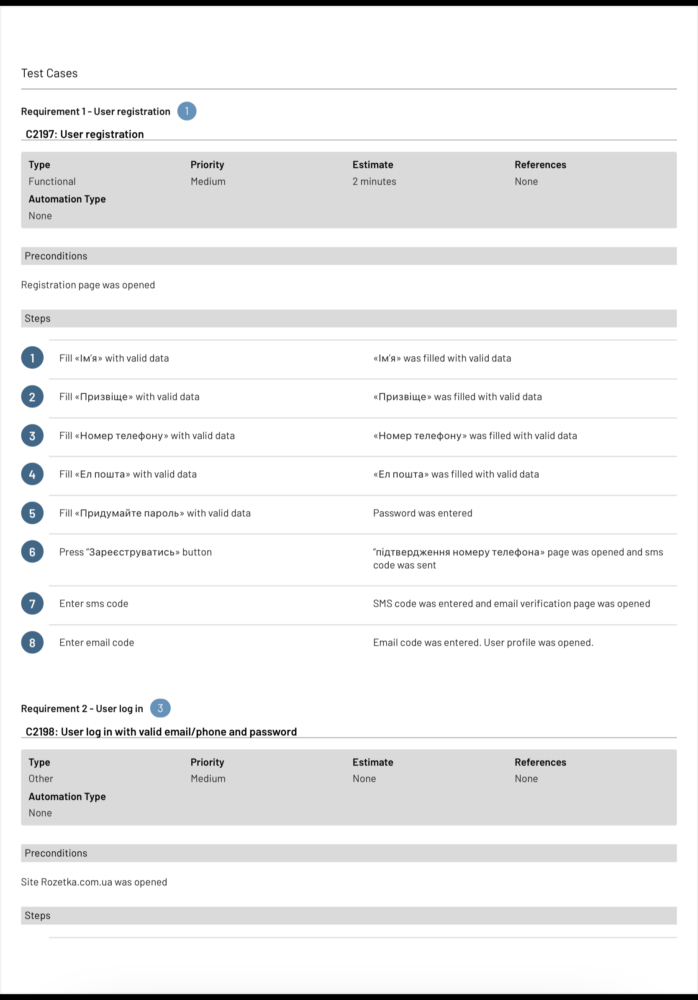 Test Cases
Requirement 1 - User registration 1
C2197: User registration
Type Priority Estimate References
Functional Medium 2 minutes None
Automation Type
None
Preconditions
Registration page was opened
Steps
1 Fill «Ім’я» with valid data «Ім’я» was filled with valid data
2 Fill «Призвіще» with valid data «Призвіще» was filled with valid data
3 Fill «Номер телефону» with valid data «Номер телефону» was filled with valid data
4 Fill «Ел пошта» with valid data «Ел пошта» was filled with valid data
5 Fill «Придумайте пароль» with valid data Password was entered
6 Press “Зареєструватись» button “підтвердження номеру телефона» page was opened and sms
code was sent
7 Enter sms code SMS code was entered and email verification page was opened
8 Enter email code Email code was entered. User profile was opened.
Requirement 2 - User log in 3
C2198: User log in with valid email/phone and password
Type Priority Estimate References
Other Medium None None
Automation Type
None
Preconditions
Site Rozetka.com.ua was opened
Steps